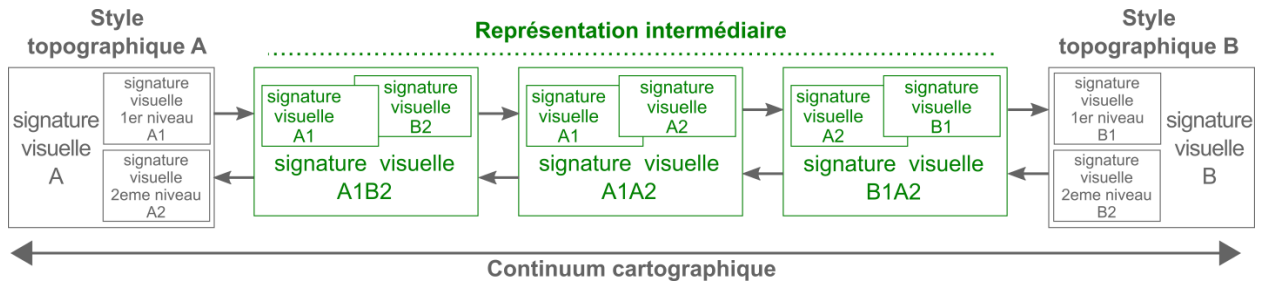 Style
topographique A
Représentation intermédiaire
Style
topographique B
signature
visuelle
A
signature
visuelle
1er niveau
A1
signature
visuelle
2eme niveau
A2
signature
visuelle
A1
signature
visuelle
B2
signature visuelle
A1B2
signature
visuelle
A1
signature
visuelle
A2
signature visuelle
A1A2
signature
visuelle
A2
signature
visuelle
B1
signature visuelle
B1A2
signature
visuelle
1er niveau
B1
signature
visuelle
2eme niveau
B2
signature
visuelle
B
Continuum cartographique